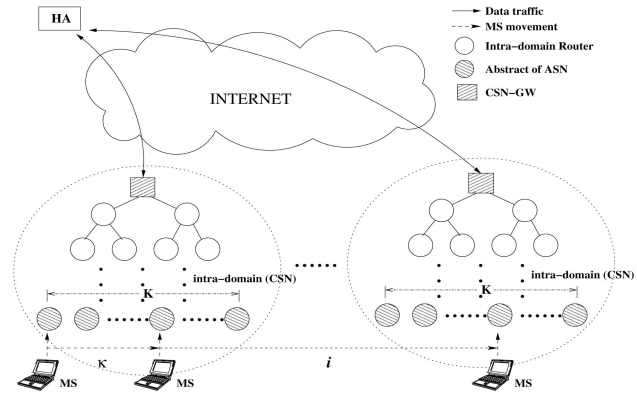 HA
Data traffic
MS movement
Intra−domain Router
Abstract of ASN
CSN−GW
INTERNET
intra−domain (CSN)
K
intra−domain (CSN)
K
κ
i
MS
MS
MS